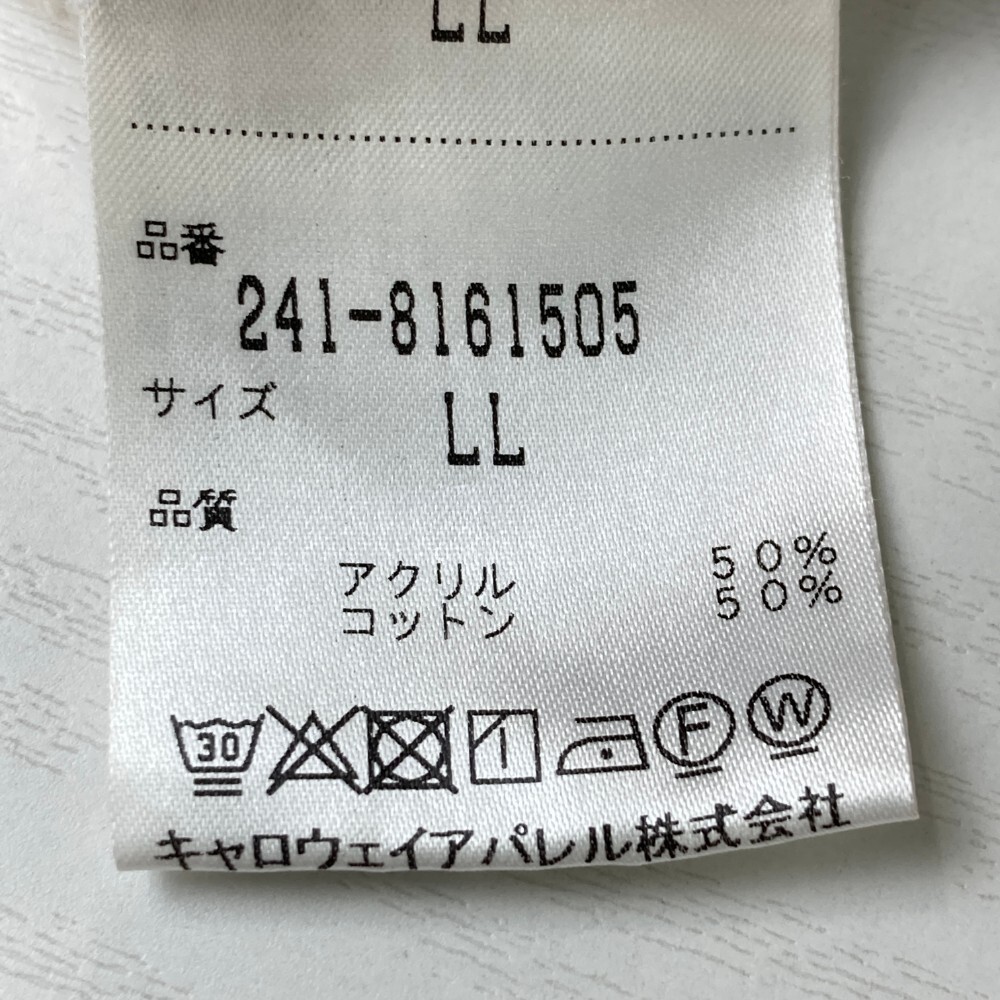 LL
品番
241-8161505
サイズ
LL
品質
アクリル 50%
コットン 50%
30 F W
キャロウェイアパレル株式会社